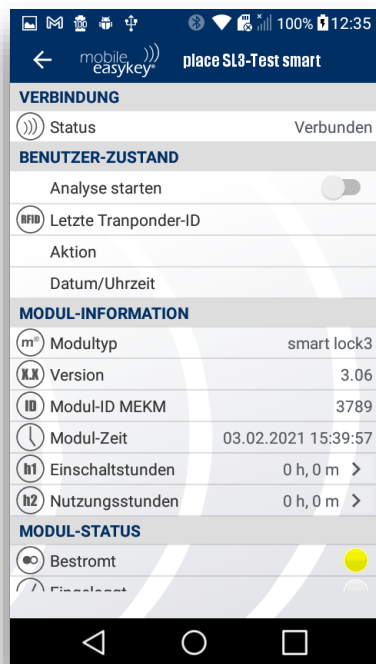 100% 12:35
mobile easykey® place SL3-Test smart
VERBINDUNG
Status Verbunden
BENUTZER-ZUSTAND
Analyse starten
RFID Letzte Tranponder-ID
Aktion
Datum/Uhrzeit
MODUL-INFORMATION
m® Modultyp smart lock3
X.X Version 3.06
ID Modul-ID MEKM 3789
Modul-Zeit 03.02.2021 15:39:57
h1 Einschaltstunden 0 h, 0 m >
h2 Nutzungsstunden 0 h, 0 m >
MODUL-STATUS
Bestromt